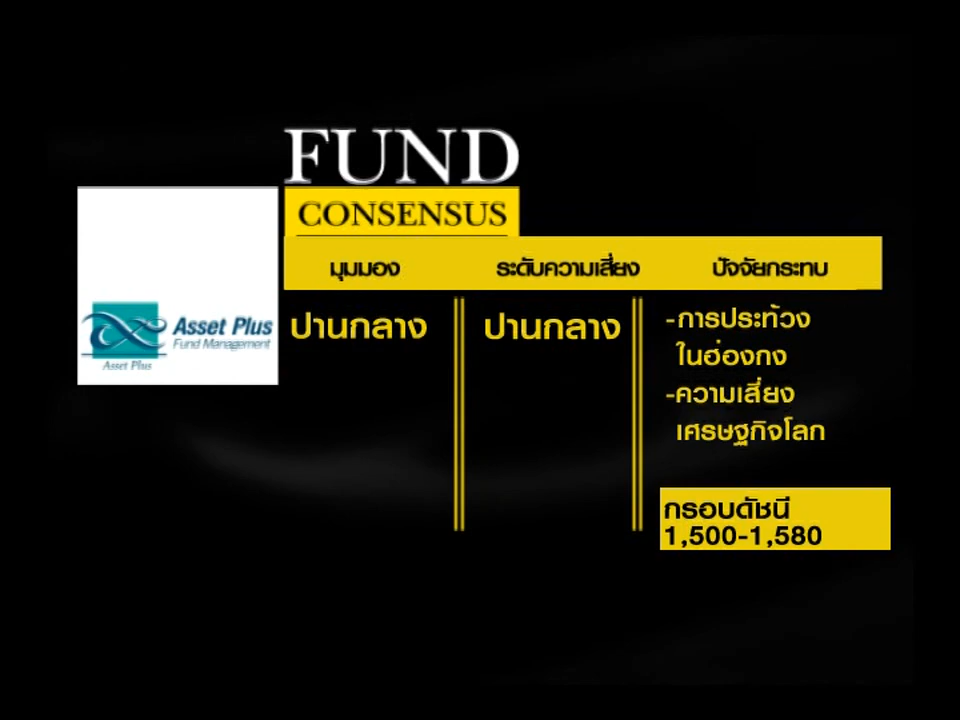 FUND
CONSENSUS
มุมมอง ระดับความเสี่ยง ปัจจัยกระทบ
Asset Plus
Fund Management
Asset Plus
ปานกลาง ปานกลาง -การประท้วง
ในฮ่องกง
-ความเสี่ยง
เศรษฐกิจโลก
กรอบดัชนี
1,500-1,580